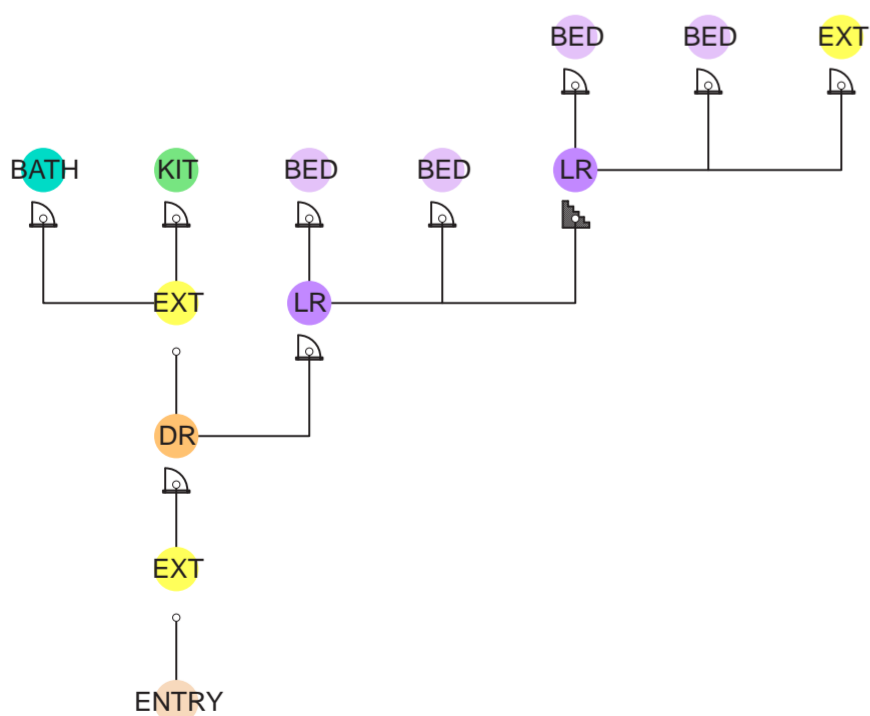 BED BED EXT
BATH KIT BED BED LR
EXT LR
DR
EXT
ENTRY